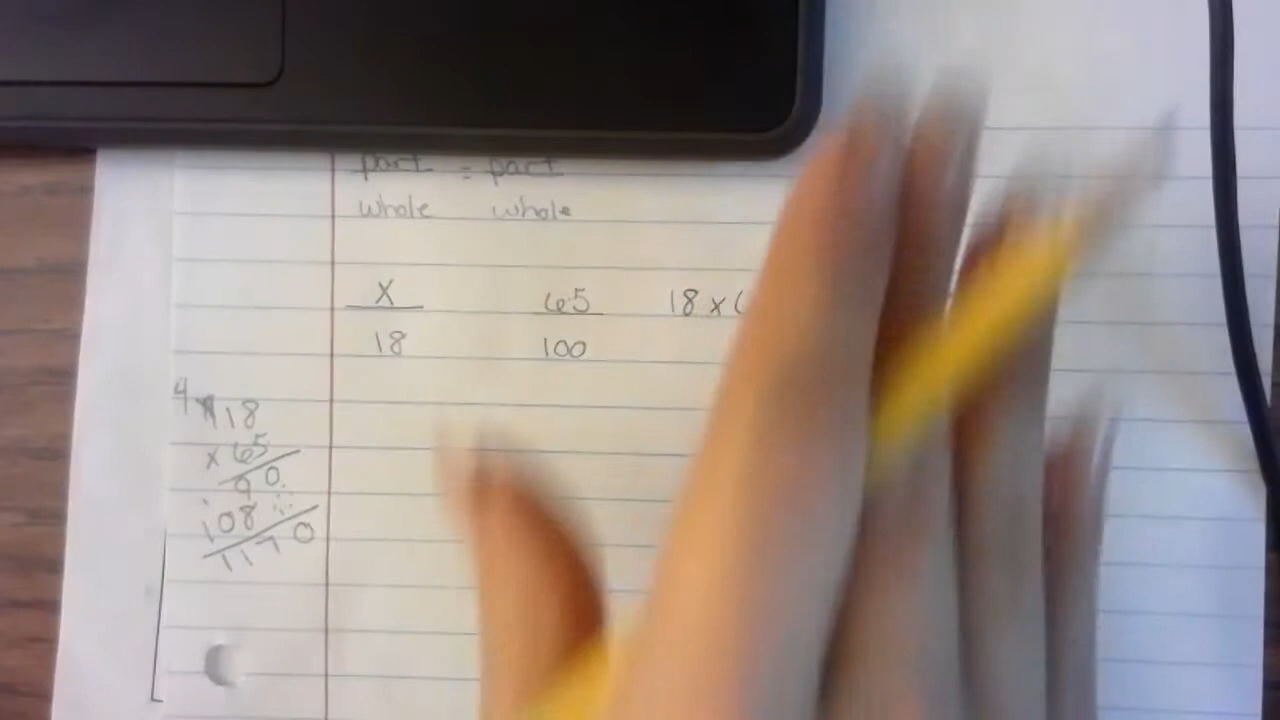 part = part
whole whole
X 65 18 x
18 100
4 18
x 65
90
108
1170